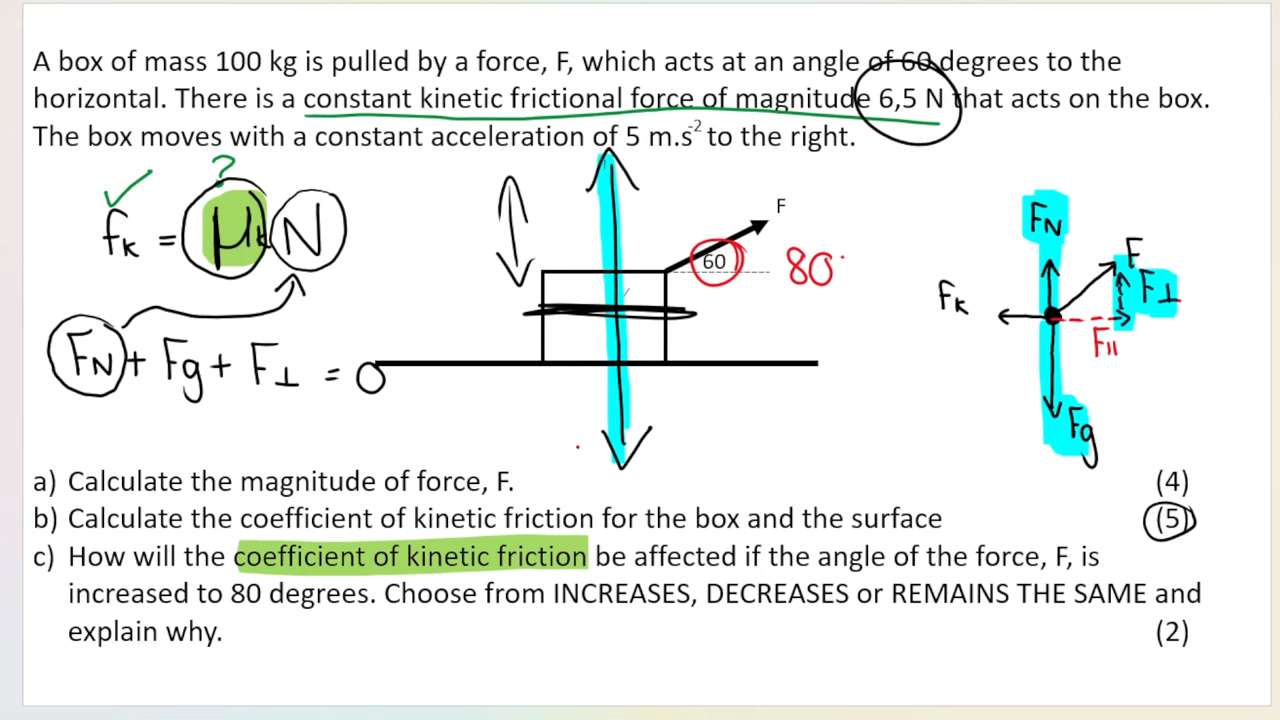 A box of mass 100 kg is pulled by a force, F, which acts at an angle of 60 degrees to the
horizontal. There is a constant kinetic frictional force of magnitude 6,5 N that acts on the box.
The box moves with a constant acceleration of 5 m.s⁻² to the right.
?
fₖ = μₖ N
F
60
80°
FN + Fg + F⊥ = 0
FN
F
F⊥
Fₖ
F||
Fg
a) Calculate the magnitude of force, F. (4)
b) Calculate the coefficient of kinetic friction for the box and the surface (5)
c) How will the coefficient of kinetic friction be affected if the angle of the force, F, is
increased to 80 degrees. Choose from INCREASES, DECREASES or REMAINS THE SAME and
explain why. (2)